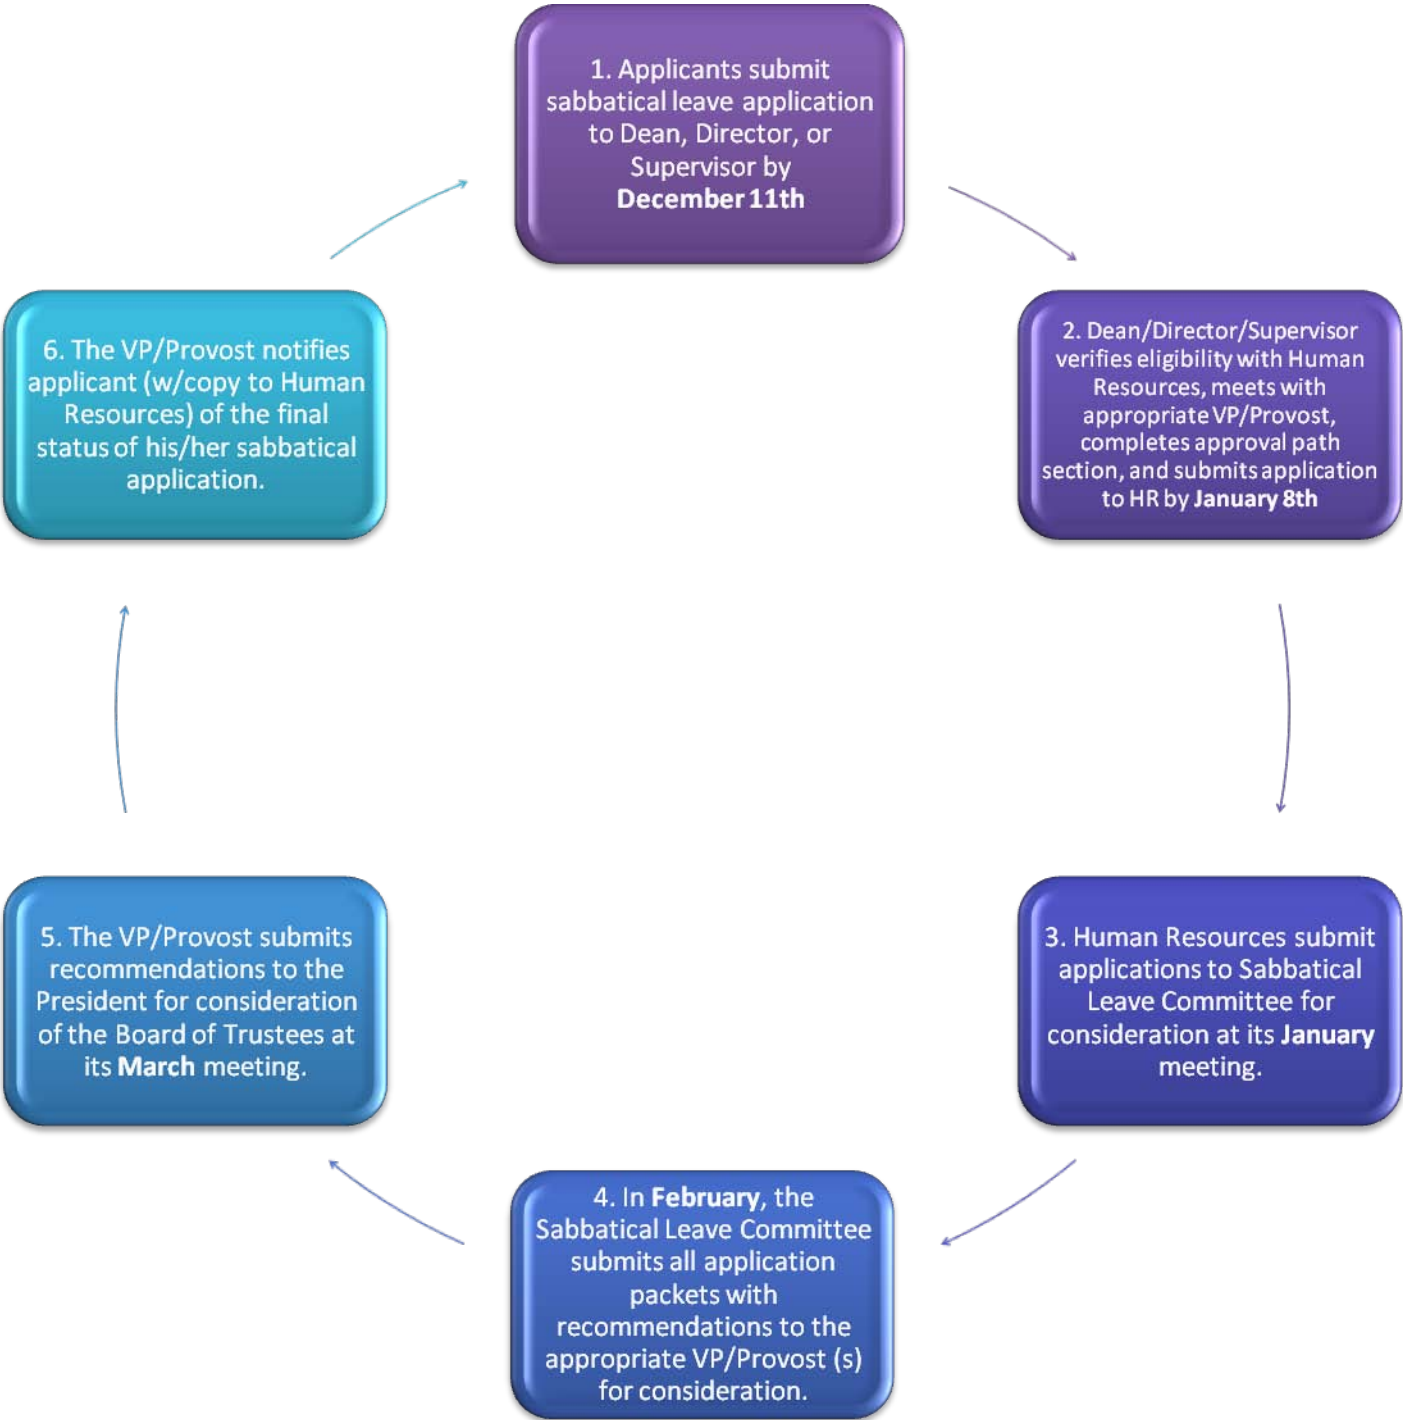 1. Applicants submit
sabbatical leave application
to Dean, Director, or
Supervisor by
December 11th
2. Dean/Director/Supervisor
verifies eligibility with Human
Resources, meets with
appropriate VP/Provost,
completes approval path
section, and submits application
to HR by January 8th
3. Human Resources submit
applications to Sabbatical
Leave Committee for
consideration at its January
meeting.
4. In February, the
Sabbatical Leave Committee
submits all application
packets with
recommendations to the
appropriate VP/Provost (s)
for consideration.
5. The VP/Provost submits
recommendations to the
President for consideration
of the Board of Trustees at
its March meeting.
6. The VP/Provost notifies
applicant (w/copy to Human
Resources) of the final
status of his/her sabbatical
application.